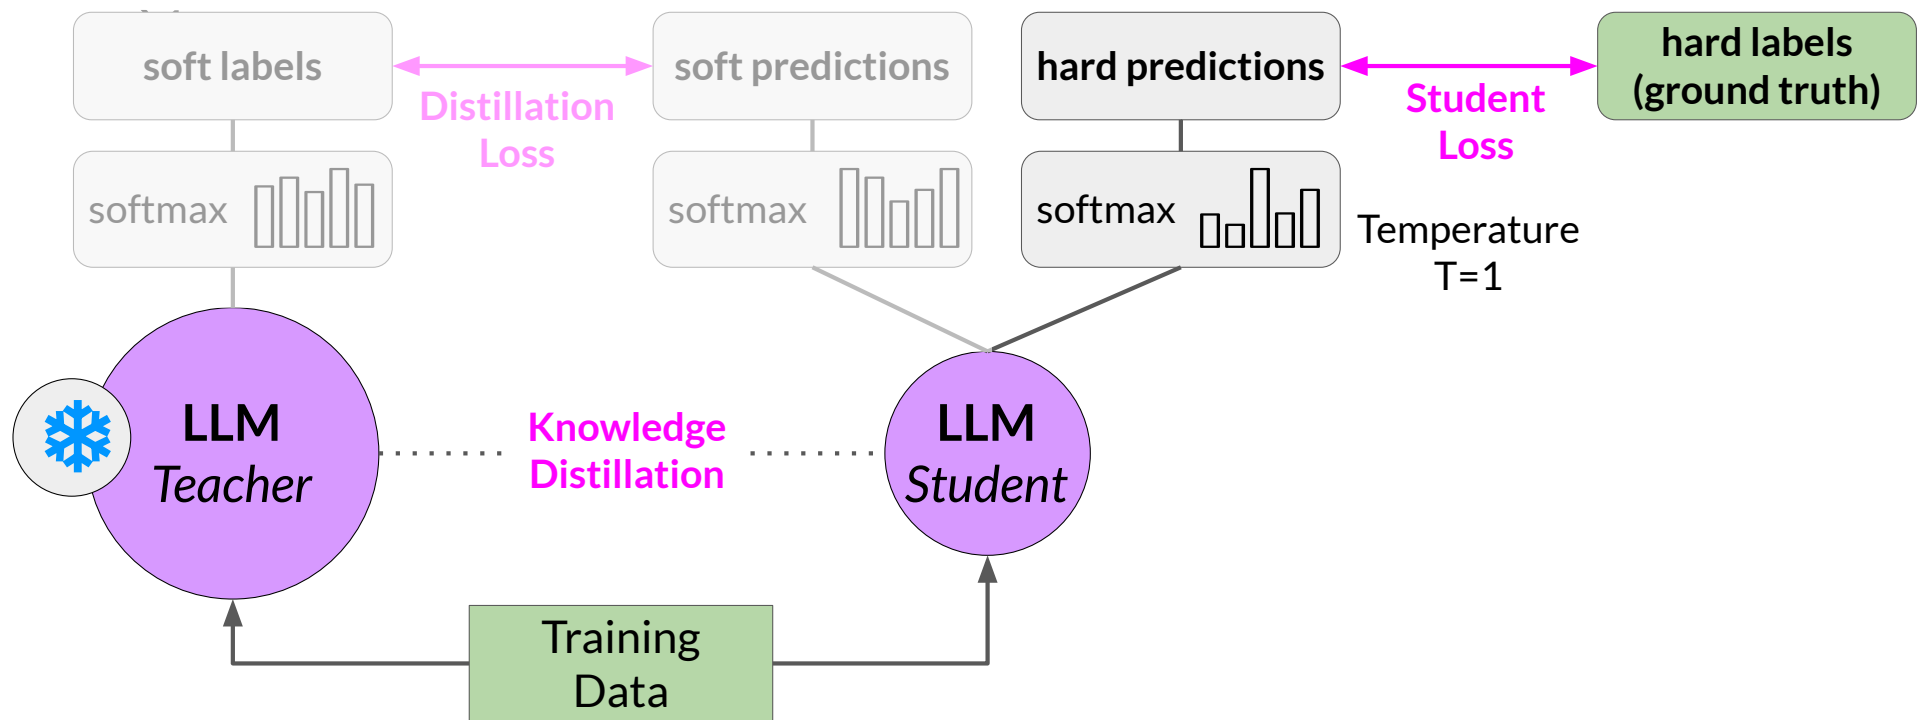 soft labels
Distillation
Loss
soft predictions
hard predictions
Student
Loss
hard labels
(ground truth)
softmax
softmax
softmax
Temperature
T=1
LLM
Teacher
Knowledge
Distillation
LLM
Student
Training
Data